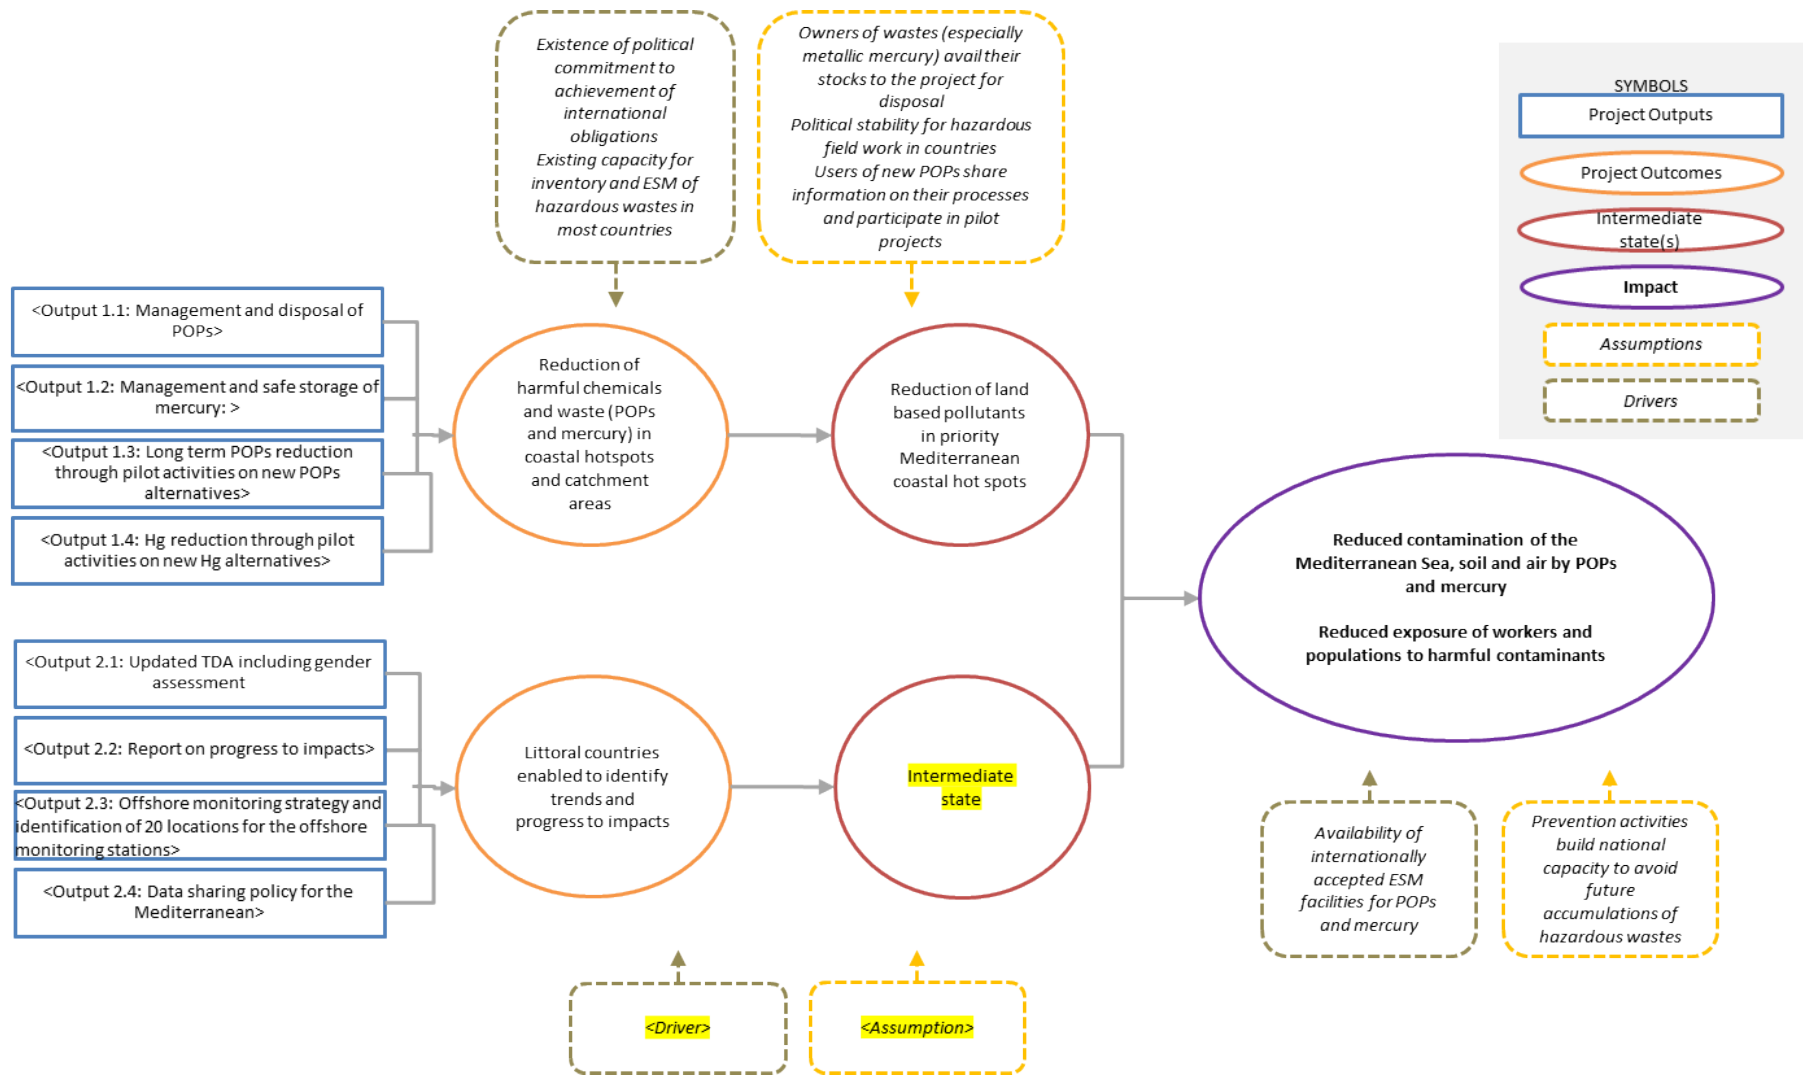 Existence of political
commitment to
achievement of
international
obligations
Existing capacity for
inventory and ESM of
hazardous wastes in
most countries
Owners of wastes (especially
metallic mercury) avail their
stocks to the project for
disposal
Political stability for hazardous
field work in countries
Users of new POPs share
information on their processes
and participate in pilot
projects
SYMBOLS
Project Outputs
Project Outcomes
Intermediate
state(s)
Impact
Assumptions
Drivers
<Output 1.1: Management and disposal of
POPs>
<Output 1.2: Management and safe storage of
mercury: >
<Output 1.3: Long term POPs reduction
through pilot activities on new POPs
alternatives>
<Output 1.4: Hg reduction through pilot
activities on new Hg alternatives>
Reduction of
harmful chemicals
and waste (POPs
and mercury) in
coastal hotspots
and catchment
areas
Reduction of land
based pollutants
in priority
Mediterranean
coastal hot spots
Reduced contamination of the
Mediterranean Sea, soil and air by POPs
and mercury
Reduced exposure of workers and
populations to harmful contaminants
<Output 2.1: Updated TDA including gender
assessment
<Output 2.2: Report on progress to impacts>
<Output 2.3: Offshore monitoring strategy and
identification of 20 locations for the offshore
monitoring stations>
<Output 2.4: Data sharing policy for the
Mediterranean>
Littoral countries
enabled to identify
trends and
progress to impacts
Intermediate
state
Availability of
internationally
accepted ESM
facilities for POPs
and mercury
Prevention activities
build national
capacity to avoid
future
accumulations of
hazardous wastes
<Driver>
<Assumption>